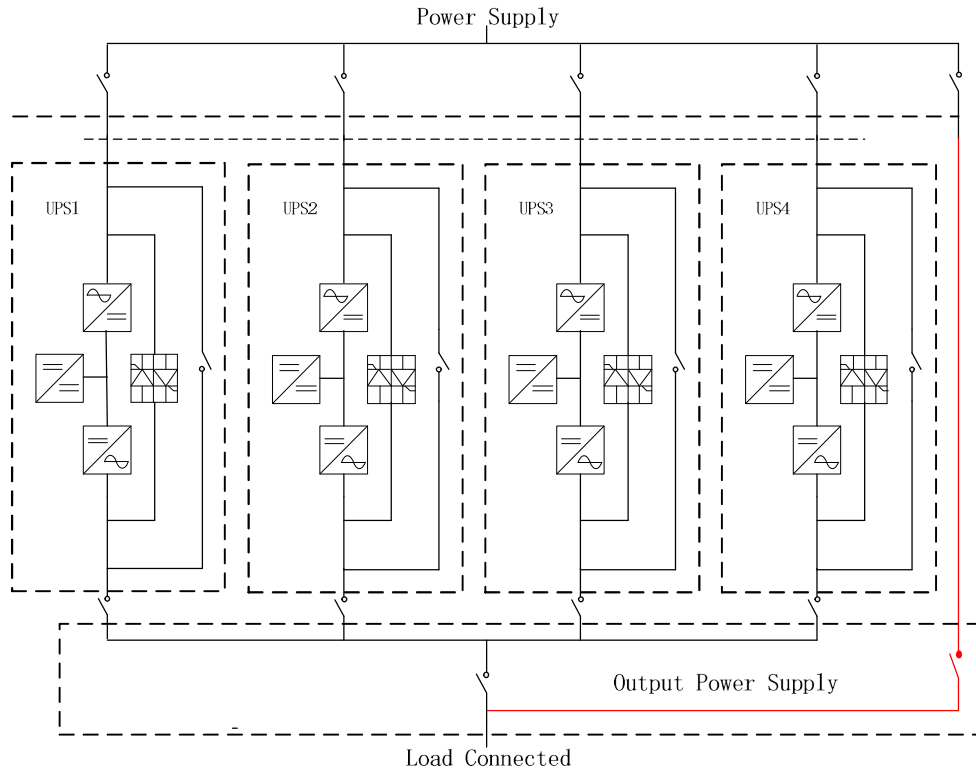 Power Supply
UPS1
UPS2
UPS3
UPS4
Output Power Supply
Load Connected